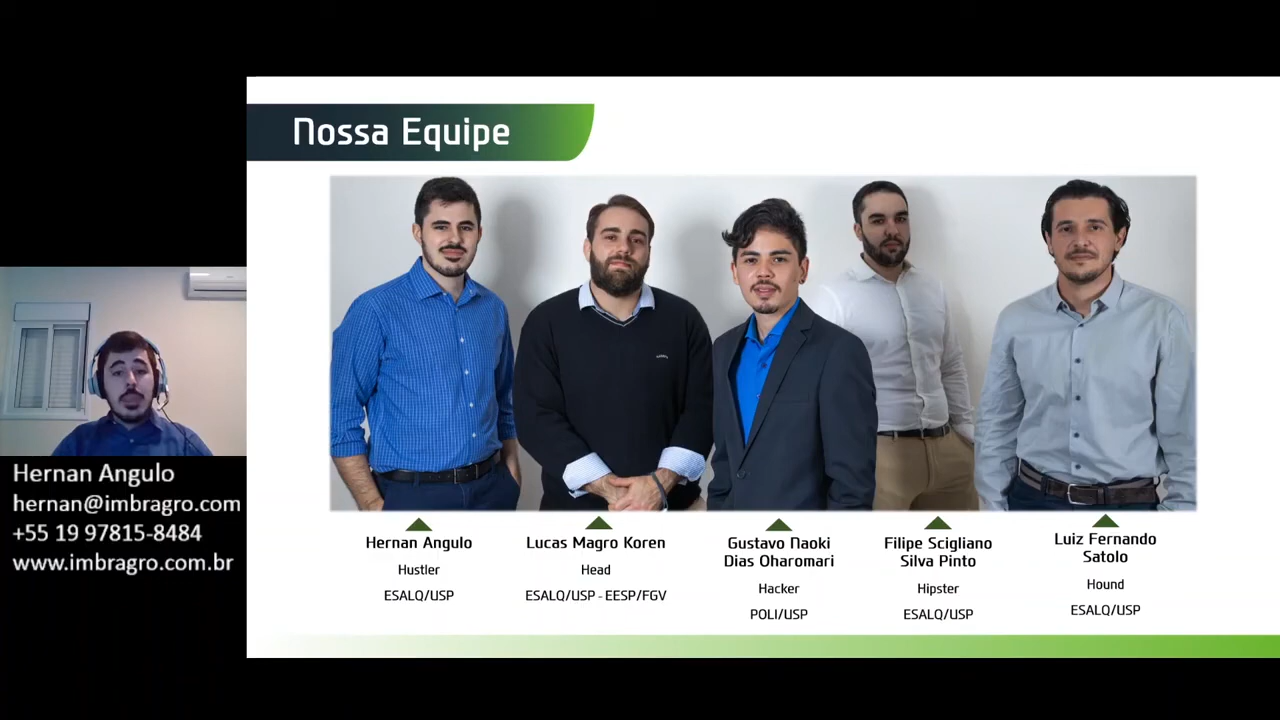 Nossa Equipe
Hernan Angulo
hernan@imbragro.com
+55 19 97815-8484
www.imbragro.com.br
Hernan Angulo
Hustler
ESALQ/USP
Lucas Magro Koren
Head
ESALQ/USP - EESP/FGV
Gustavo Naoki
Dias Oharomari
Hacker
POLI/USP
Filipe Scigliano
Silva Pinto
Hipster
ESALQ/USP
Luiz Fernando
Satolo
Hound
ESALQ/USP